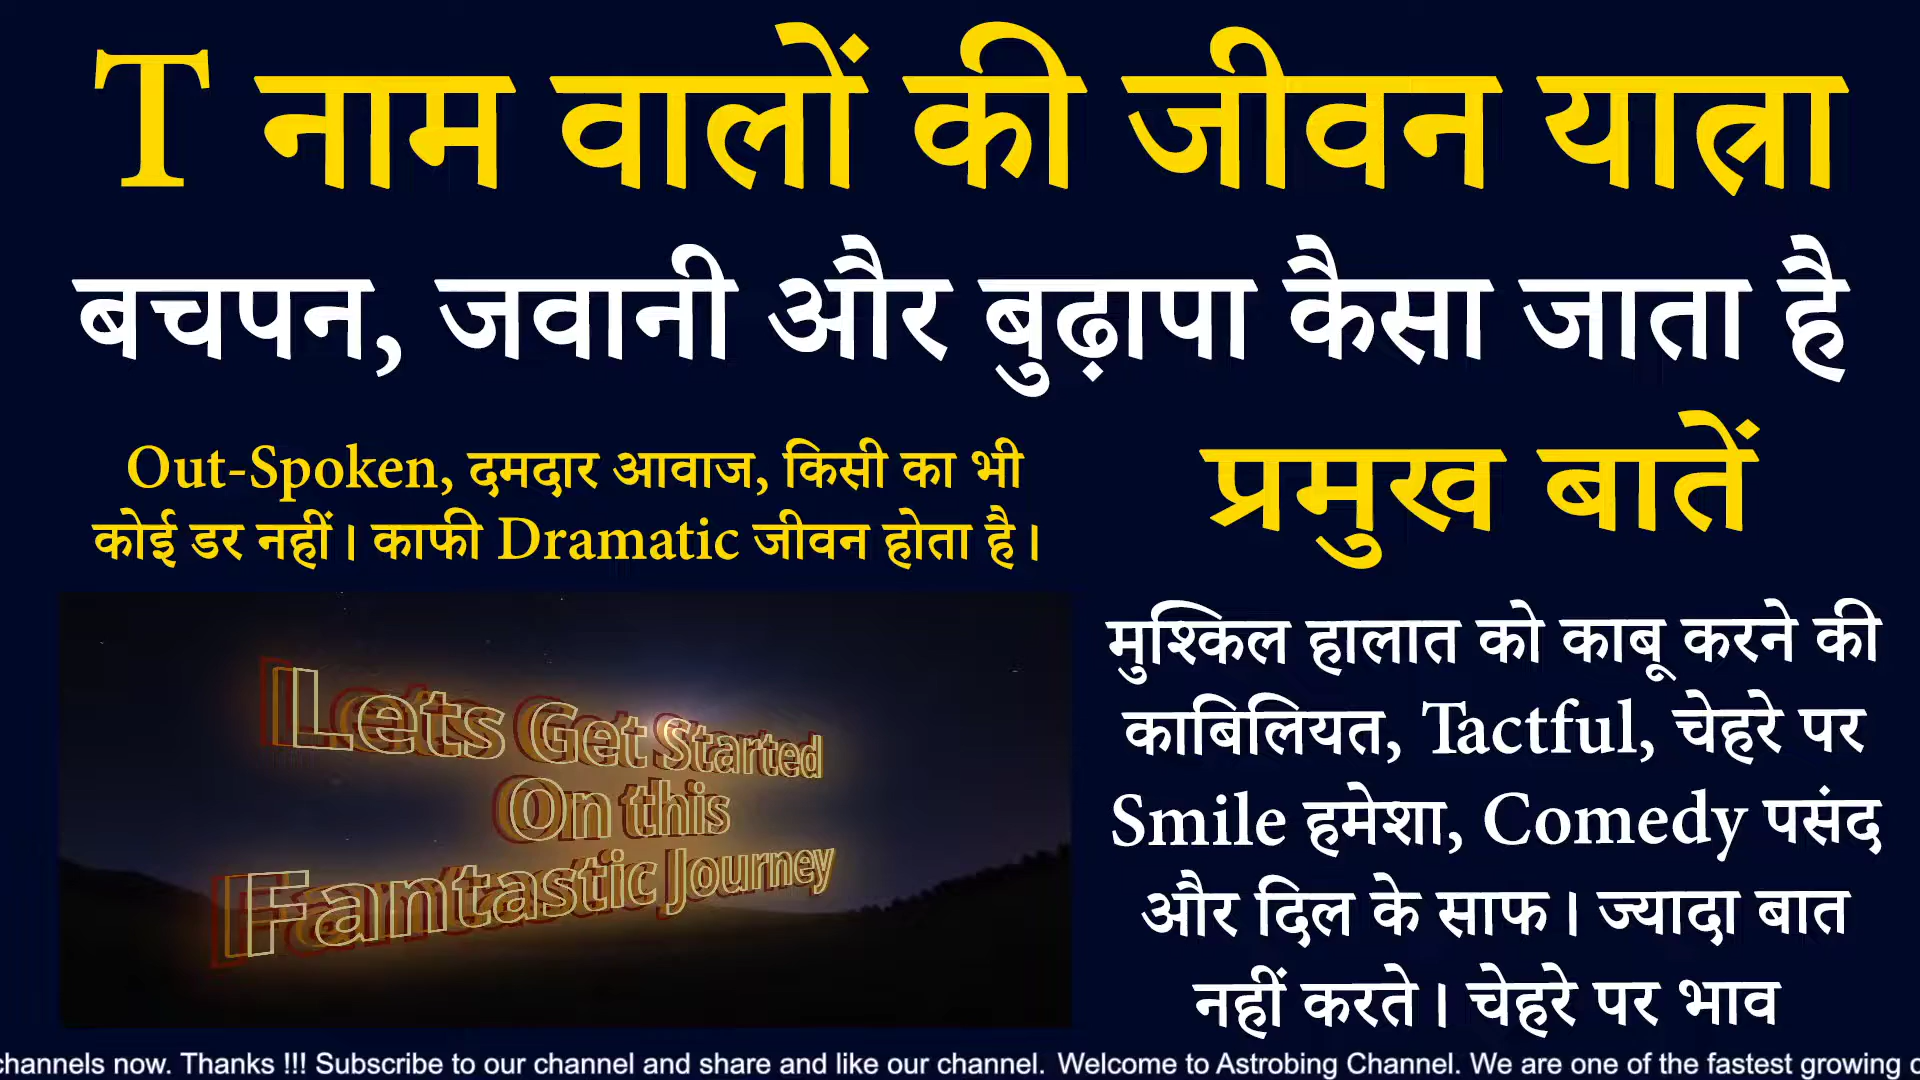 T नाम वालों की जीवन यात्रा
बचपन, जवानी और बुढ़ापा कैसा जाता है
Out-Spoken, दमदार आवाज, किसी का भी
कोई डर नहीं। काफी Dramatic जीवन होता है।
Lets Get Started
On this
Fantastic Journey
प्रमुख बातें
मुश्किल हालात को काबू करने की
काबिलियत, Tactful, चेहरे पर
Smile हमेशा, Comedy पसंद
और दिल के साफ। ज्यादा बात
नहीं करते। चेहरे पर भाव
channels now. Thanks !!! Subscribe to our channel and share and like our channel. Welcome to Astrobing Channel. We are one of the fastest growing